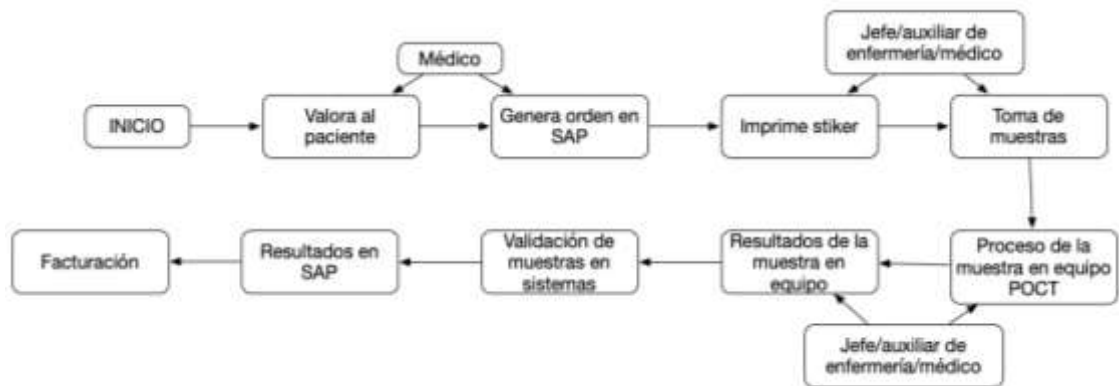 Jefe/auxiliar de
enfermería/médico
Médico
INICIO
Valora al
paciente
Genera orden en
SAP
Imprime stiker
Toma de
muestras
Facturación
Resultados en
SAP
Validación de
muestras en
sistemas
Resultados de la
muestra en
equipo
Proceso de la
muestra en equipo
POCT
Jefe/auxiliar de
enfermería/médico